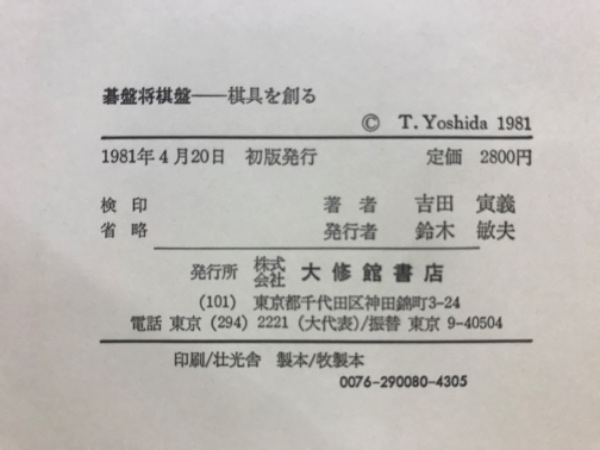 碁盤将棋盤――棋具を創る
© T. Yoshida 1981
1981年4月20日 初版発行 定価 2800円
検印 著者 吉田 寅義
省略 発行者 鈴木 敏夫
発行所 株式会社 大修館書店
(101) 東京都千代田区神田錦町3-24
電話 東京 (294) 2221 (大代表)/振替 東京 9-40504
印刷/壮光舎 製本/牧製本
0076-290080-4305